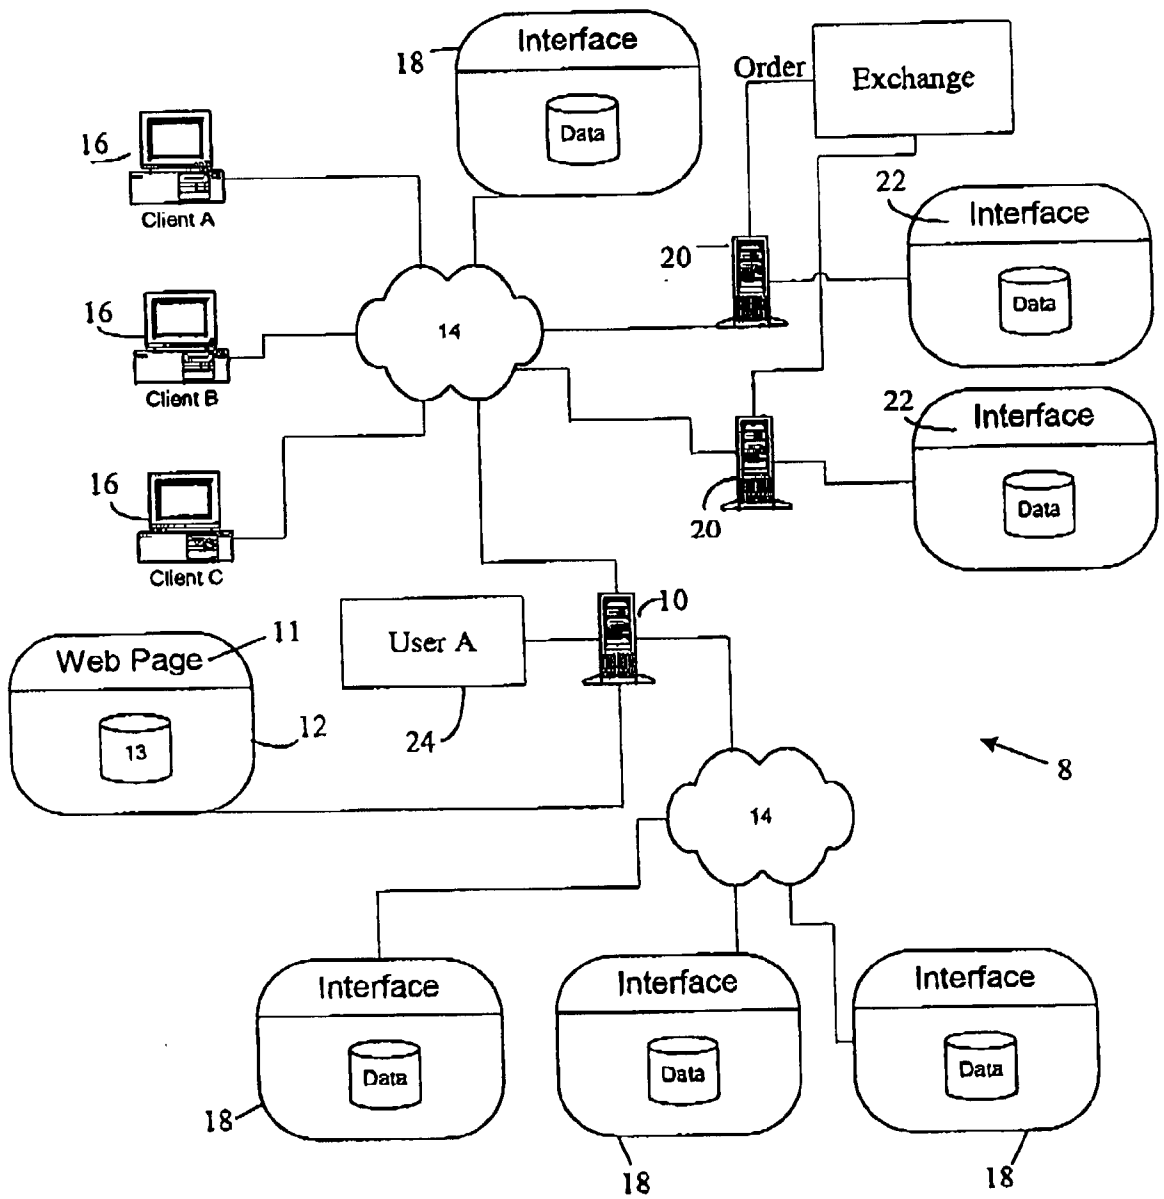 Interface
18
Data
Order
Exchange
16
Client A
22
Interface
Data
20
16
Client B
14
22
Interface
Data
20
16
Client C
10
User A
24
11
Web Page
12
13
8
14
Interface
Data
18
Interface
Data
18
Interface
Data
18